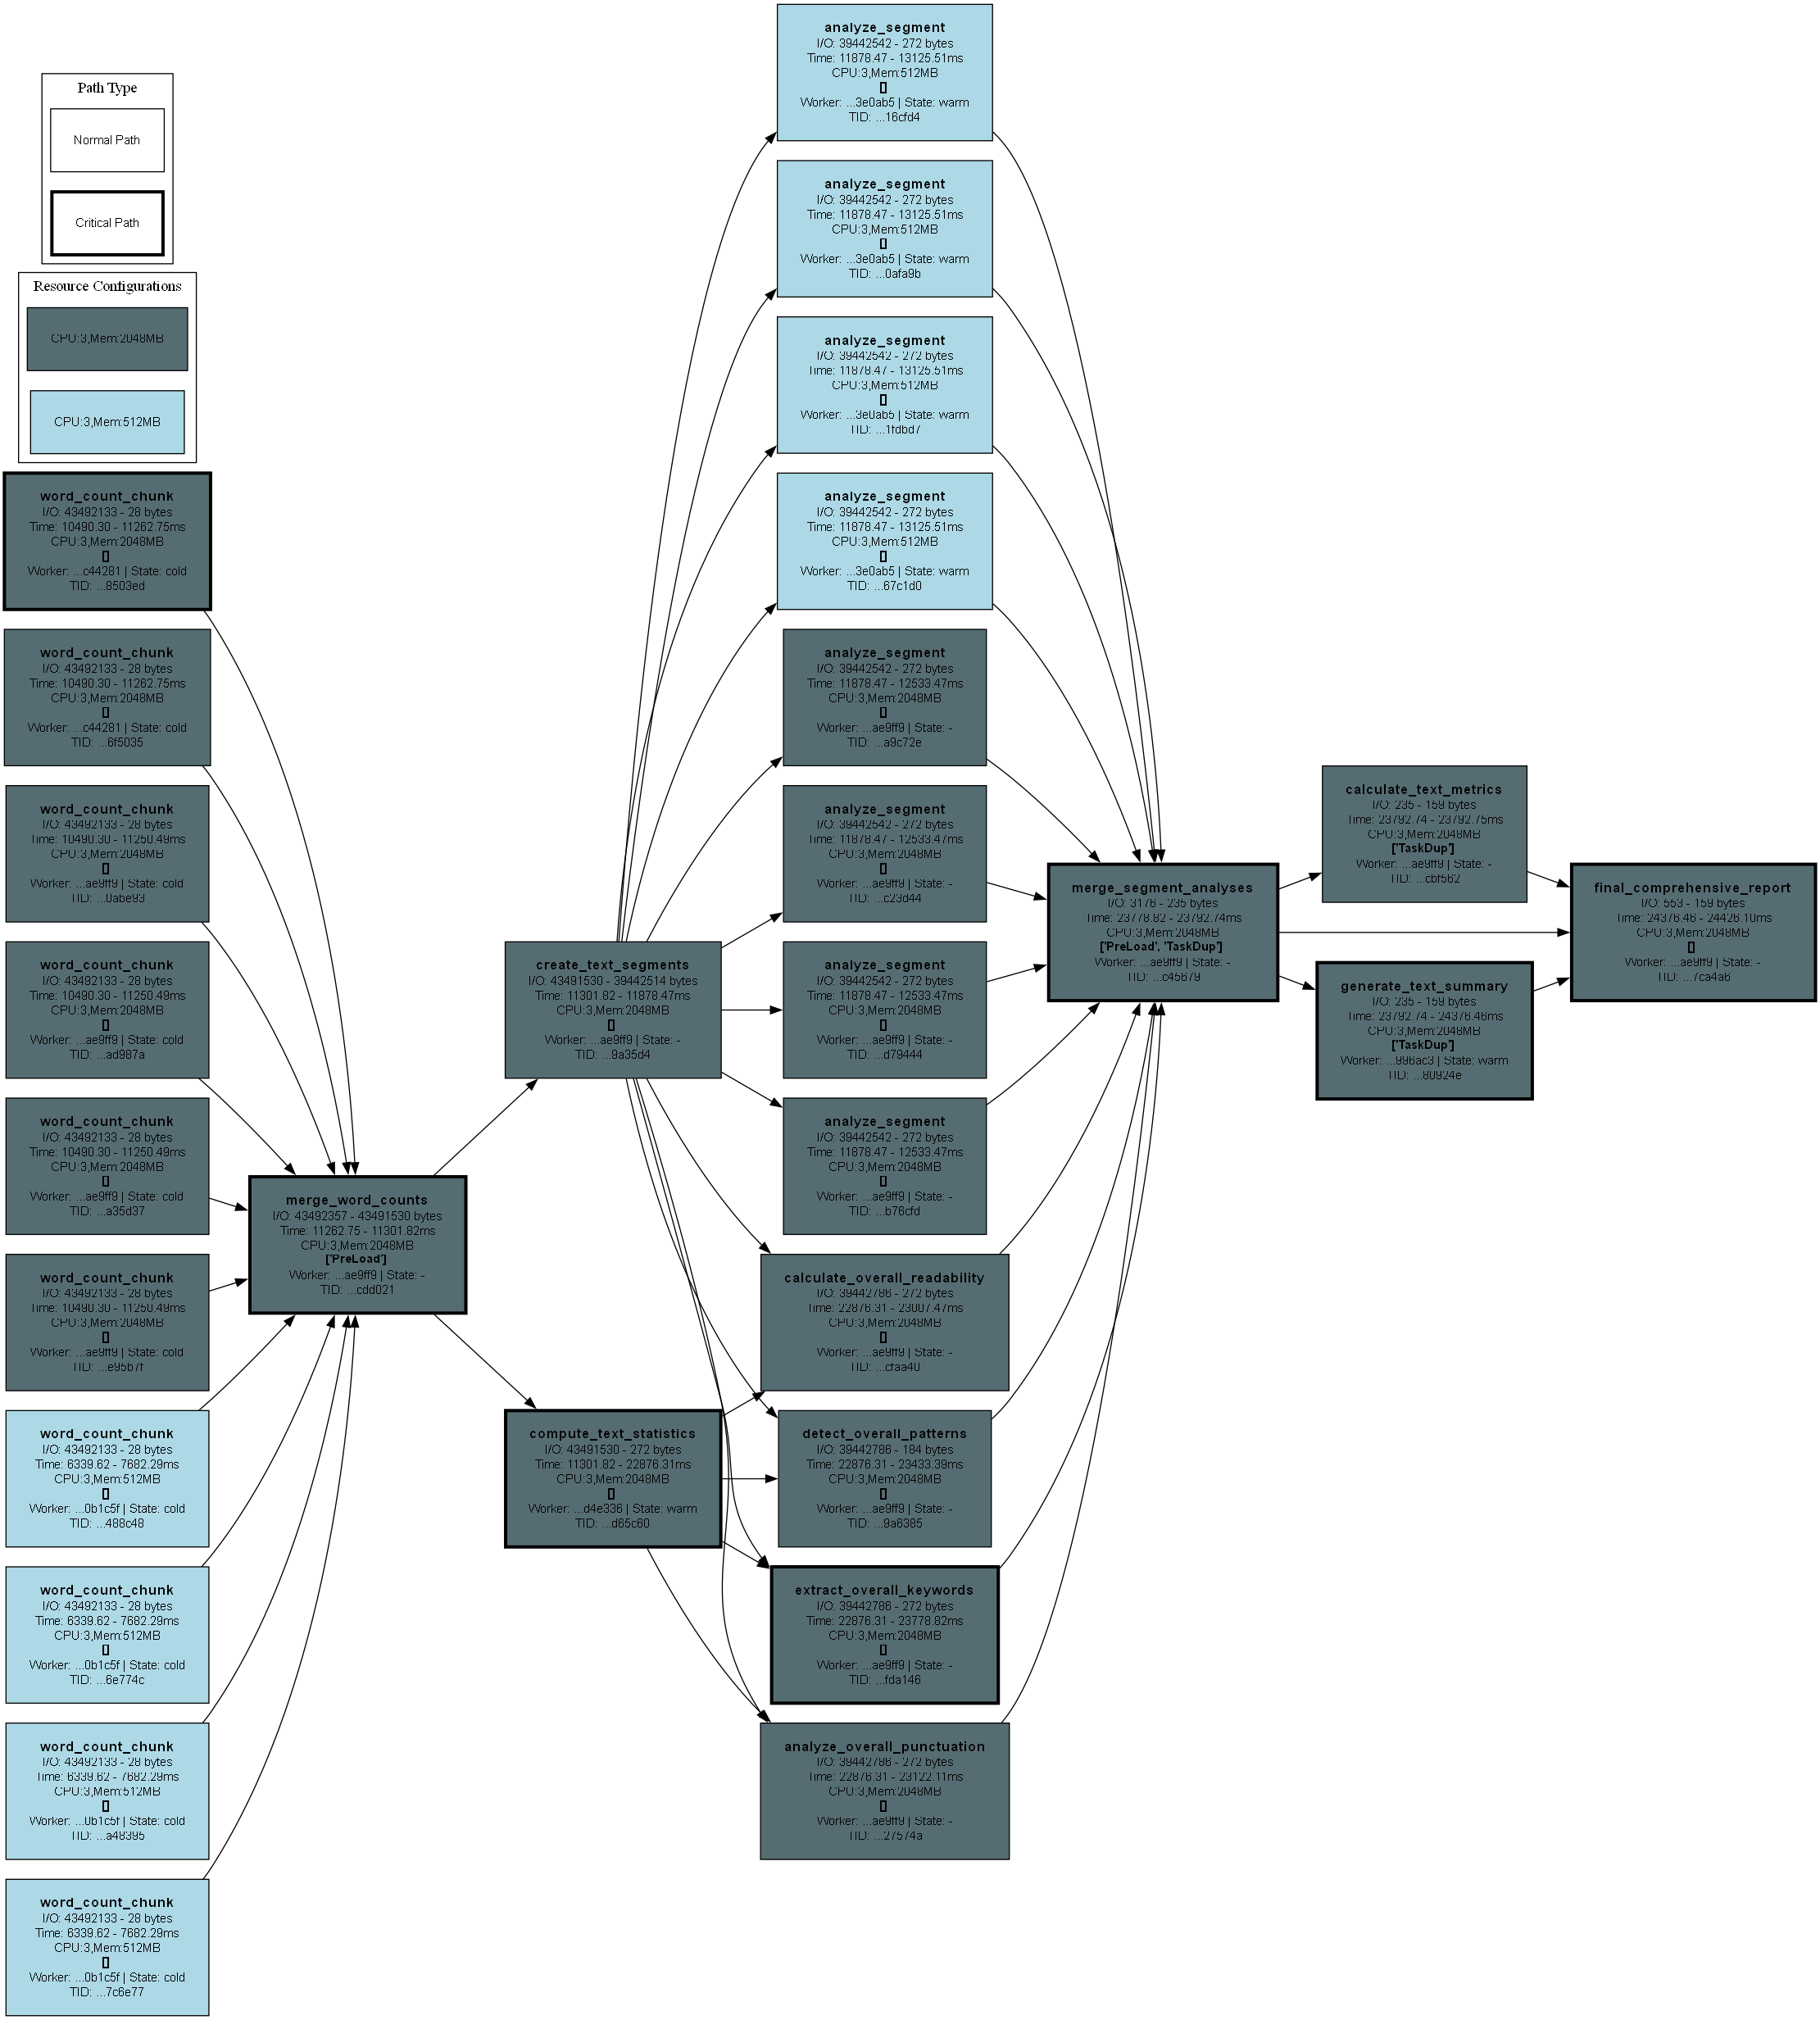 Path Type
Normal Path
Critical Path
Resource Configurations
CPU:3,Mem:2048MB
CPU:3,Mem:512MB
word_count_chunk
I/O: 43492133 - 28 bytes
Time: 10490.30 - 11262.75ms
CPU:3,Mem:2048MB
[]
Worker: ...c44281 | State: cold
TID: ...8503ed
word_count_chunk
I/O: 43492133 - 28 bytes
Time: 10490.30 - 11262.75ms
CPU:3,Mem:2048MB
[]
Worker: ...c44281 | State: cold
TID: ...6f5035
word_count_chunk
I/O: 43492133 - 28 bytes
Time: 10490.30 - 11250.49ms
CPU:3,Mem:2048MB
[]
Worker: ...ae9ff9 | State: cold
TID: ...0abe93
word_count_chunk
I/O: 43492133 - 28 bytes
Time: 10490.30 - 11250.49ms
CPU:3,Mem:2048MB
[]
Worker: ...ae9ff9 | State: cold
TID: ...ad987a
word_count_chunk
I/O: 43492133 - 28 bytes
Time: 10490.30 - 11250.49ms
CPU:3,Mem:2048MB
[]
Worker: ...ae9ff9 | State: cold
TID: ...a35d37
word_count_chunk
I/O: 43492133 - 28 bytes
Time: 10490.30 - 11250.49ms
CPU:3,Mem:2048MB
[]
Worker: ...ae9ff9 | State: cold
TID: ...e95b7f
word_count_chunk
I/O: 43492133 - 28 bytes
Time: 6339.62 - 7682.29ms
CPU:3,Mem:512MB
[]
Worker: ...0b1c5f | State: cold
TID: ...488c48
word_count_chunk
I/O: 43492133 - 28 bytes
Time: 6339.62 - 7682.29ms
CPU:3,Mem:512MB
[]
Worker: ...0b1c5f | State: cold
TID: ...6e774c
word_count_chunk
I/O: 43492133 - 28 bytes
Time: 6339.62 - 7682.29ms
CPU:3,Mem:512MB
[]
Worker: ...0b1c5f | State: cold
TID: ...a48395
word_count_chunk
I/O: 43492133 - 28 bytes
Time: 6339.62 - 7682.29ms
CPU:3,Mem:512MB
[]
Worker: ...0b1c5f | State: cold
TID: ...7c6e77
merge_word_counts
I/O: 43492357 - 43491530 bytes
Time: 11262.75 - 11301.82ms
CPU:3,Mem:2048MB
['PreLoad']
Worker: ...ae9ff9 | State: -
TID: ...cdd021
create_text_segments
I/O: 43491530 - 39442514 bytes
Time: 11301.82 - 11878.47ms
CPU:3,Mem:2048MB
[]
Worker: ...ae9ff9 | State: -
TID: ...9a35d4
compute_text_statistics
I/O: 43491530 - 272 bytes
Time: 11301.82 - 22876.31ms
CPU:3,Mem:2048MB
[]
Worker: ...d4e336 | State: warm
TID: ...d65c60
analyze_segment
I/O: 39442542 - 272 bytes
Time: 11878.47 - 13125.51ms
CPU:3,Mem:512MB
[]
Worker: ...3e0ab5 | State: warm
TID: ...16cfd4
analyze_segment
I/O: 39442542 - 272 bytes
Time: 11878.47 - 13125.51ms
CPU:3,Mem:512MB
[]
Worker: ...3e0ab5 | State: warm
TID: ...0afa9b
analyze_segment
I/O: 39442542 - 272 bytes
Time: 11878.47 - 13125.51ms
CPU:3,Mem:512MB
[]
Worker: ...3e0ab5 | State: warm
TID: ...1fdbd7
analyze_segment
I/O: 39442542 - 272 bytes
Time: 11878.47 - 13125.51ms
CPU:3,Mem:512MB
[]
Worker: ...3e0ab5 | State: warm
TID: ...67c1d0
analyze_segment
I/O: 39442542 - 272 bytes
Time: 11878.47 - 12533.47ms
CPU:3,Mem:2048MB
[]
Worker: ...ae9ff9 | State: -
TID: ...a9c72e
analyze_segment
I/O: 39442542 - 272 bytes
Time: 11878.47 - 12533.47ms
CPU:3,Mem:2048MB
[]
Worker: ...ae9ff9 | State: -
TID: ...c23d44
analyze_segment
I/O: 39442542 - 272 bytes
Time: 11878.47 - 12533.47ms
CPU:3,Mem:2048MB
[]
Worker: ...ae9ff9 | State: -
TID: ...d79444
analyze_segment
I/O: 39442542 - 272 bytes
Time: 11878.47 - 12533.47ms
CPU:3,Mem:2048MB
[]
Worker: ...ae9ff9 | State: -
TID: ...b76cfd
calculate_overall_readability
I/O: 39442786 - 272 bytes
Time: 22876.31 - 23007.47ms
CPU:3,Mem:2048MB
[]
Worker: ...ae9ff9 | State: -
TID: ...cfaa40
detect_overall_patterns
I/O: 39442786 - 184 bytes
Time: 22876.31 - 23433.39ms
CPU:3,Mem:2048MB
[]
Worker: ...ae9ff9 | State: -
TID: ...9a6385
extract_overall_keywords
I/O: 39442786 - 272 bytes
Time: 22876.31 - 23778.82ms
CPU:3,Mem:2048MB
[]
Worker: ...ae9ff9 | State: -
TID: ...fda146
analyze_overall_punctuation
I/O: 39442786 - 272 bytes
Time: 22876.31 - 23122.11ms
CPU:3,Mem:2048MB
[]
Worker: ...ae9ff9 | State: -
TID: ...27574a
merge_segment_analyses
I/O: 3176 - 235 bytes
Time: 23778.82 - 23792.74ms
CPU:3,Mem:2048MB
['PreLoad', 'TaskDup']
Worker: ...ae9ff9 | State: -
TID: ...c45679
calculate_text_metrics
I/O: 235 - 159 bytes
Time: 23792.74 - 23792.75ms
CPU:3,Mem:2048MB
['TaskDup']
Worker: ...ae9ff9 | State: -
TID: ...cbf562
generate_text_summary
I/O: 235 - 159 bytes
Time: 23792.74 - 24376.46ms
CPU:3,Mem:2048MB
['TaskDup']
Worker: ...996ac3 | State: warm
TID: ...80924e
final_comprehensive_report
I/O: 553 - 159 bytes
Time: 24376.46 - 24426.10ms
CPU:3,Mem:2048MB
[]
Worker: ...ae9ff9 | State: -
TID: ...7ca4a6